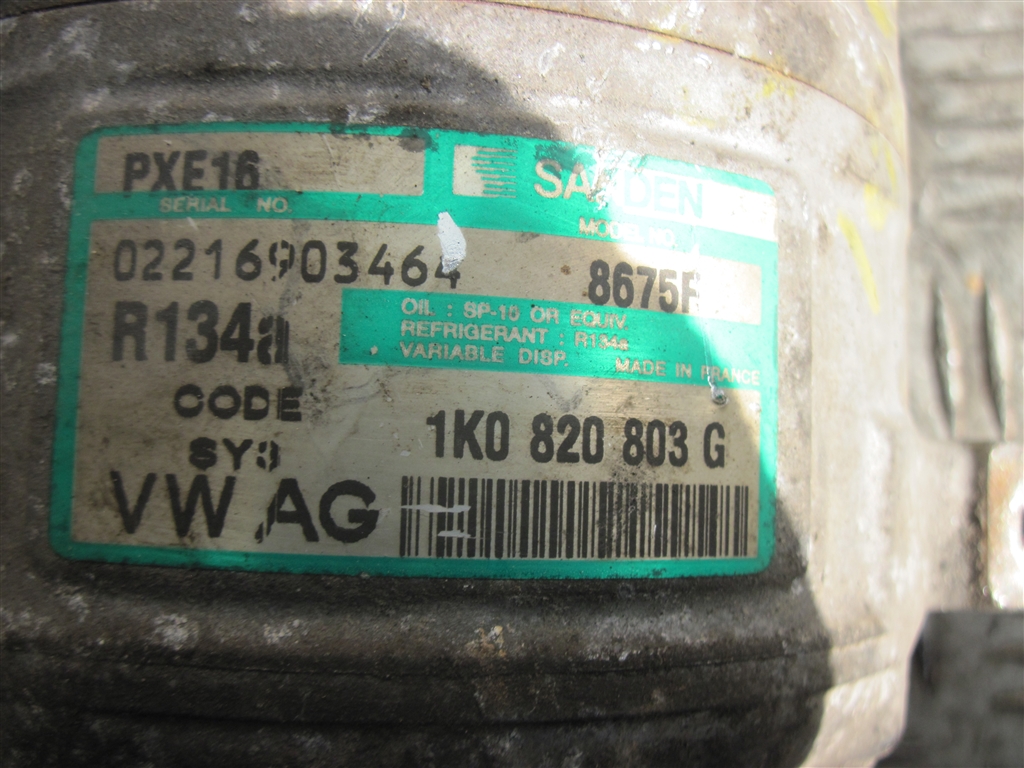 PXE16 SANDEN
SERIAL NO. MODEL NO.
02216903464 8675F
R134a
OIL : SP-15 OR EQUIV.
REFRIGERANT : R134a
VARIABLE DISP. MADE IN FRANCE
CODE
SY3
1K0 820 803 G
VW AG